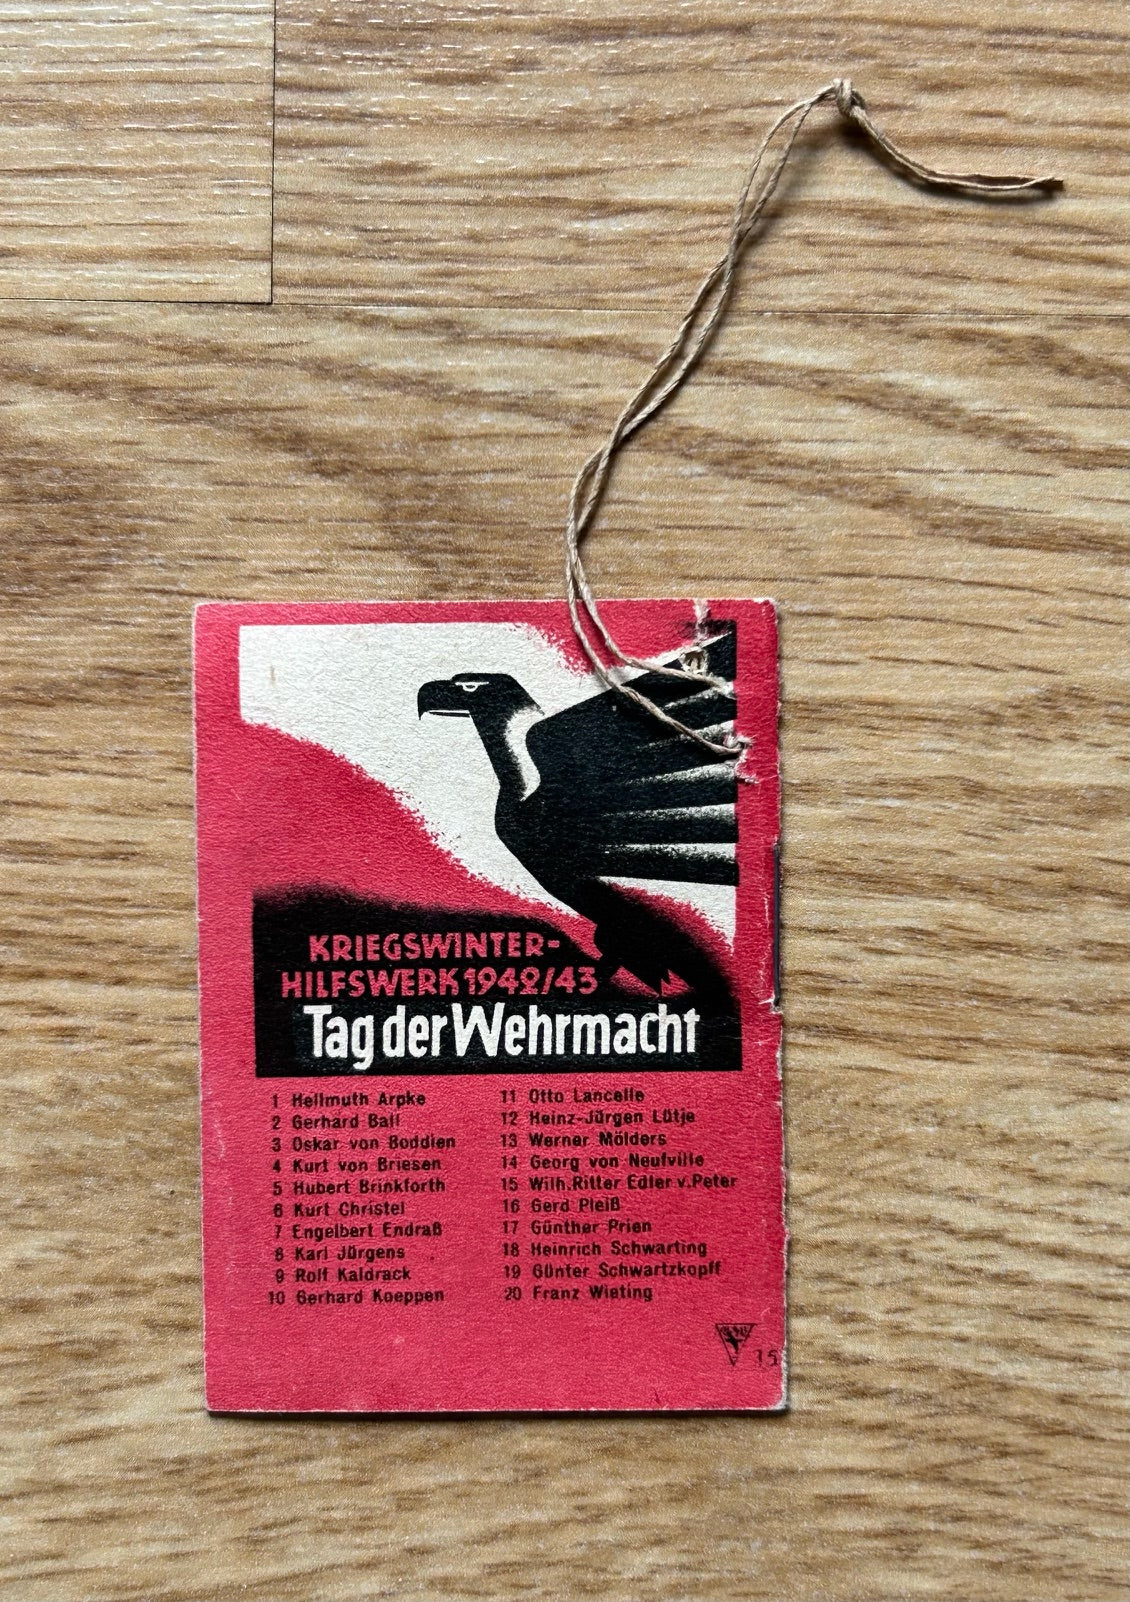 KRIEGSWINTER-
HILFSWERK 1942/43
Tag der Wehrmacht
1 Hellmuth Arpke
2 Gerhard Ball
3 Oskar von Boddien
4 Kurt von Briesen
5 Hubert Brinkforth
6 Kurt Christel
7 Engelbert Endraß
8 Karl Jürgens
9 Rolf Kaldrack
10 Gerhard Koeppen
11 Otto Lancelle
12 Heinz-Jürgen Lütje
13 Werner Mölders
14 Georg von Neufville
15 Wilh. Ritter Edler v. Peter
16 Gerd Pleiß
17 Günther Prien
18 Heinrich Schwarting
19 Günter Schwartzkopff
20 Franz Wieting
15